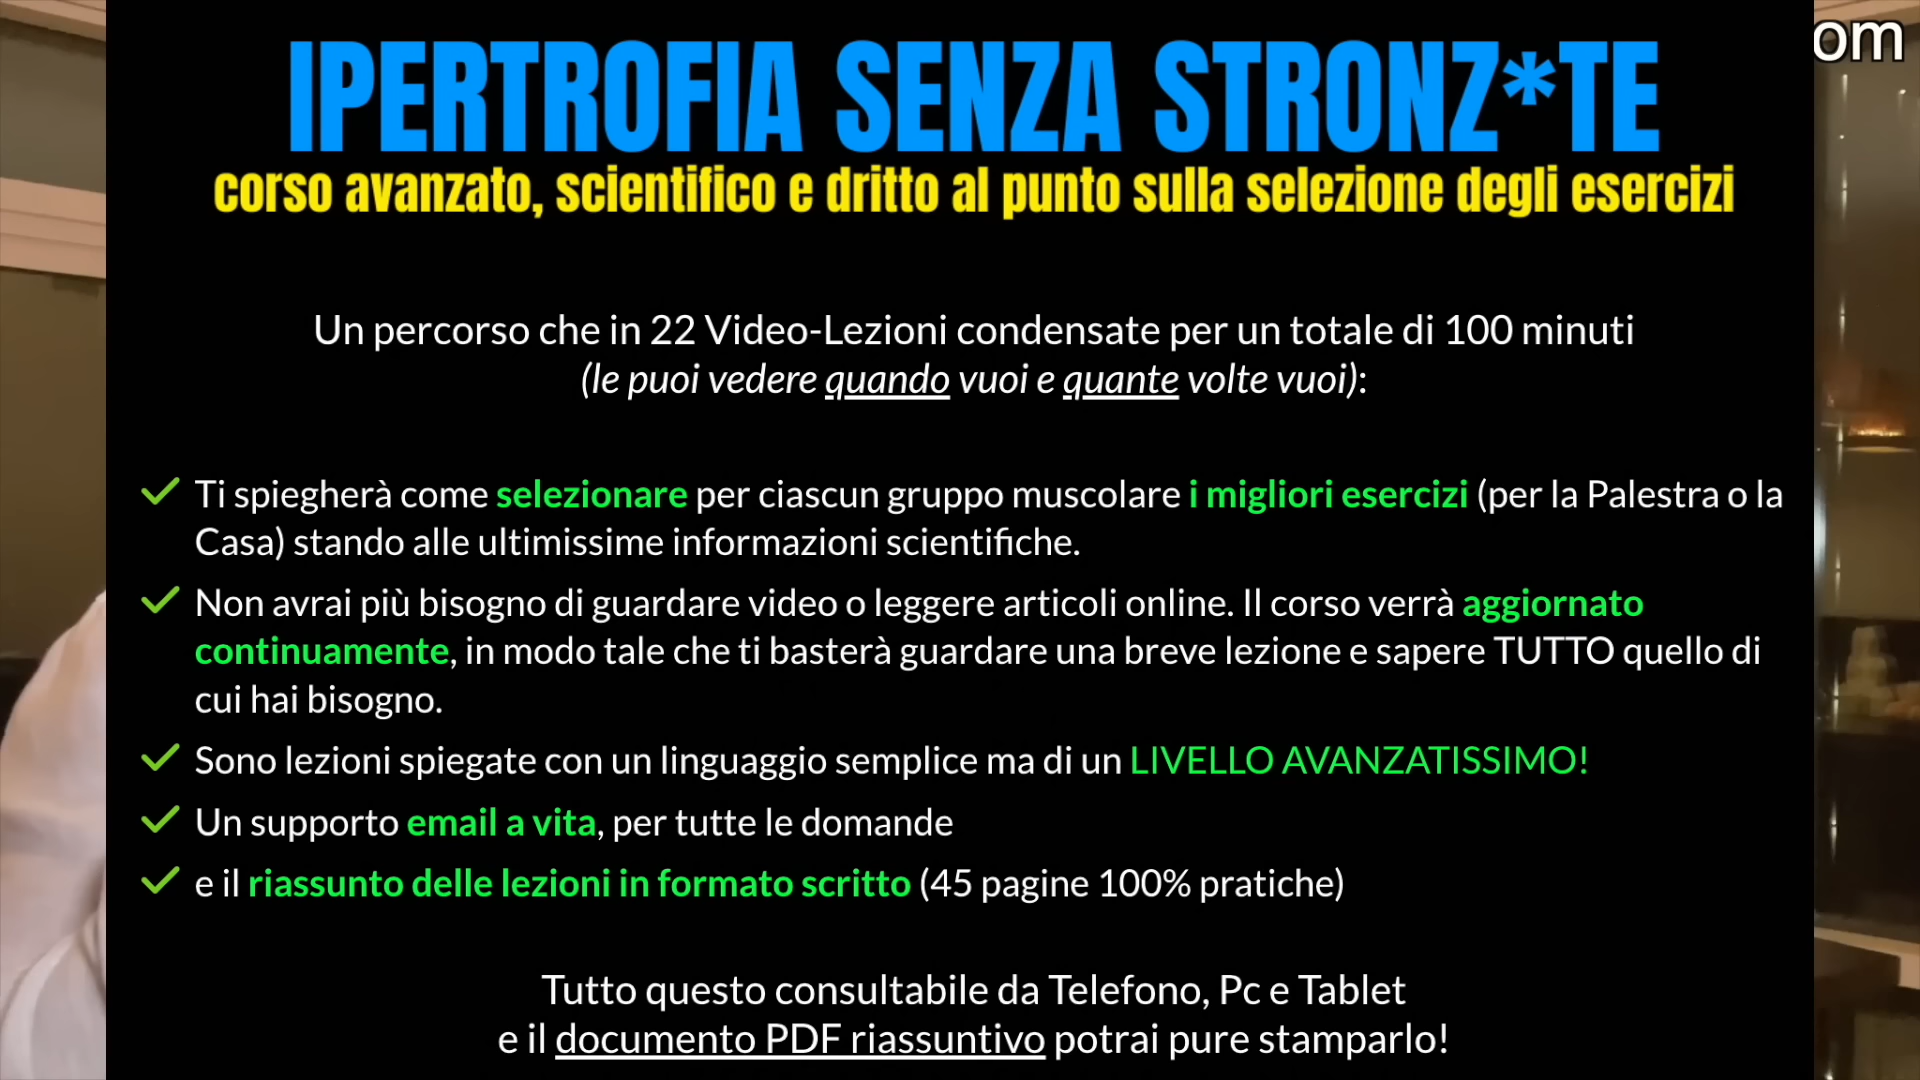 om
IPERTROFIA SENZA STRONZ*TE
corso avanzato, scientifico e dritto al punto sulla selezione degli esercizi
Un percorso che in 22 Video-Lezioni condensate per un totale di 100 minuti
(le puoi vedere quando vuoi e quante volte vuoi):
Ti spiegherà come selezionare per ciascun gruppo muscolare i migliori esercizi (per la Palestra o la
Casa) stando alle ultimissime informazioni scientifiche.
Non avrai più bisogno di guardare video o leggere articoli online. Il corso verrà aggiornato
continuamente, in modo tale che ti basterà guardare una breve lezione e sapere TUTTO quello di
cui hai bisogno.
Sono lezioni spiegate con un linguaggio semplice ma di un LIVELLO AVANZATISSIMO!
Un supporto email a vita, per tutte le domande
e il riassunto delle lezioni in formato scritto (45 pagine 100% pratiche)
Tutto questo consultabile da Telefono, Pc e Tablet
e il documento PDF riassuntivo potrai pure stamparlo!